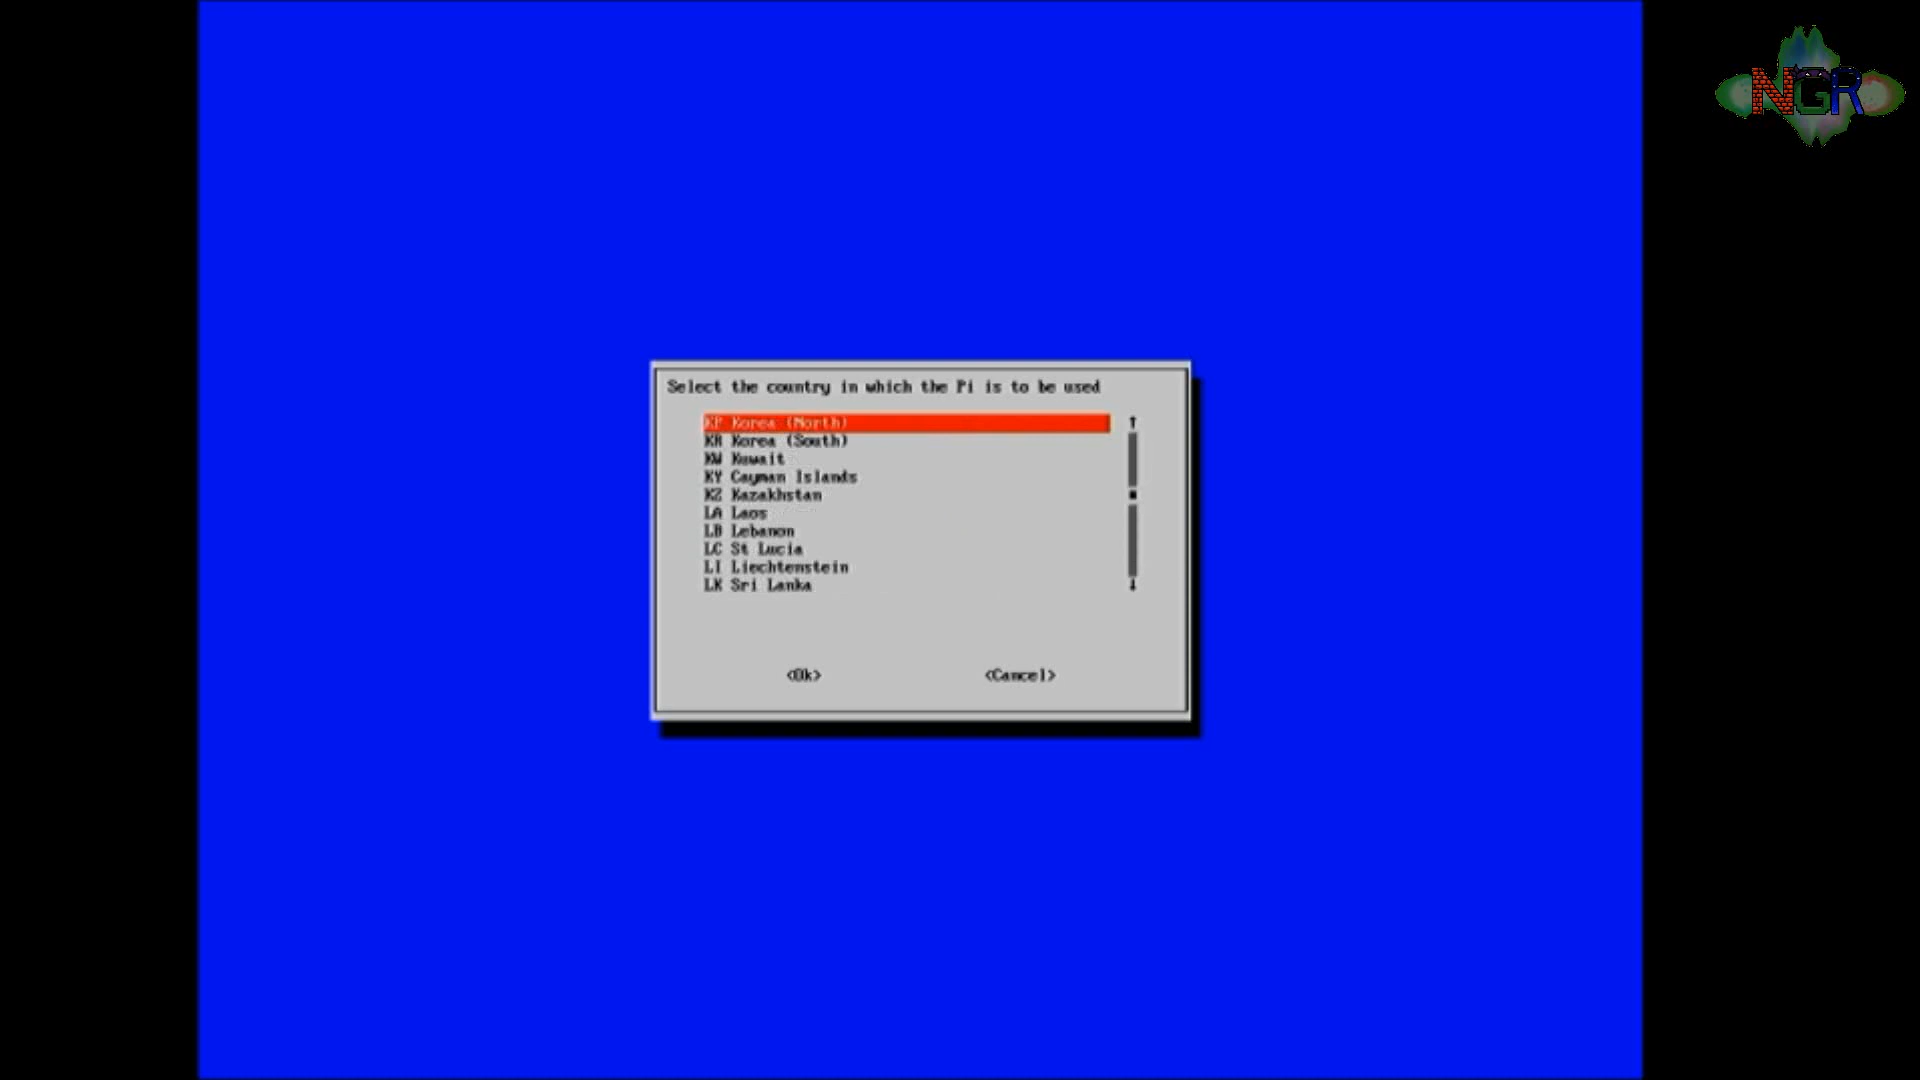 NGR
Select the country in which the Pi is to be used
KP Korea (North)
KR Korea (South)
KW Kuwait
KY Cayman Islands
KZ Kazakhstan
LA Laos
LB Lebanon
LC St Lucia
LI Liechtenstein
LK Sri Lanka
<Ok> <Cancel>